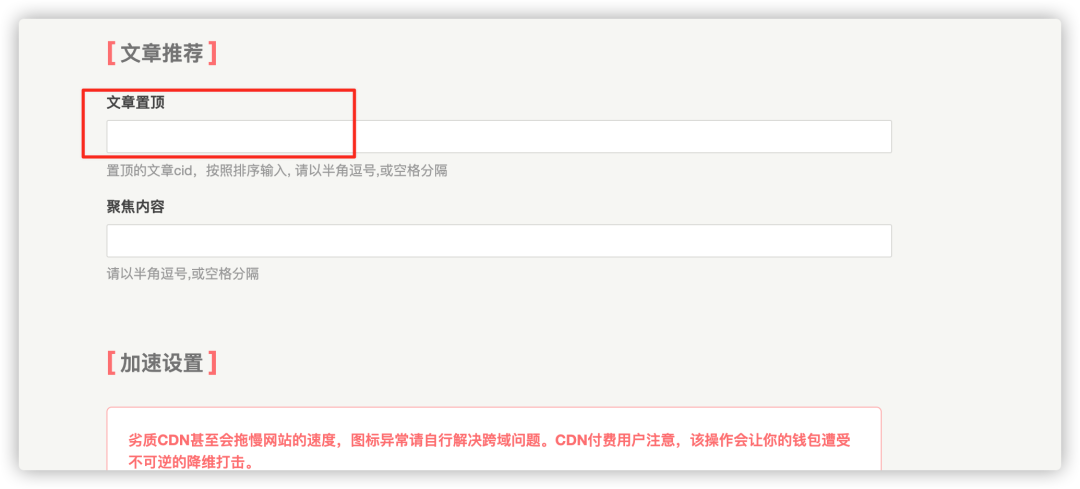 [ 文章推荐 ]
文章置顶
置顶的文章cid，按照排序输入, 请以半角逗号,或空格分隔
聚焦内容
请以半角逗号,或空格分隔
[ 加速设置 ]
劣质CDN甚至会拖慢网站的速度，图标异常请自行解决跨域问题。CDN付费用户注意，该操作会让你的钱包遭受
不可逆的降维打击。